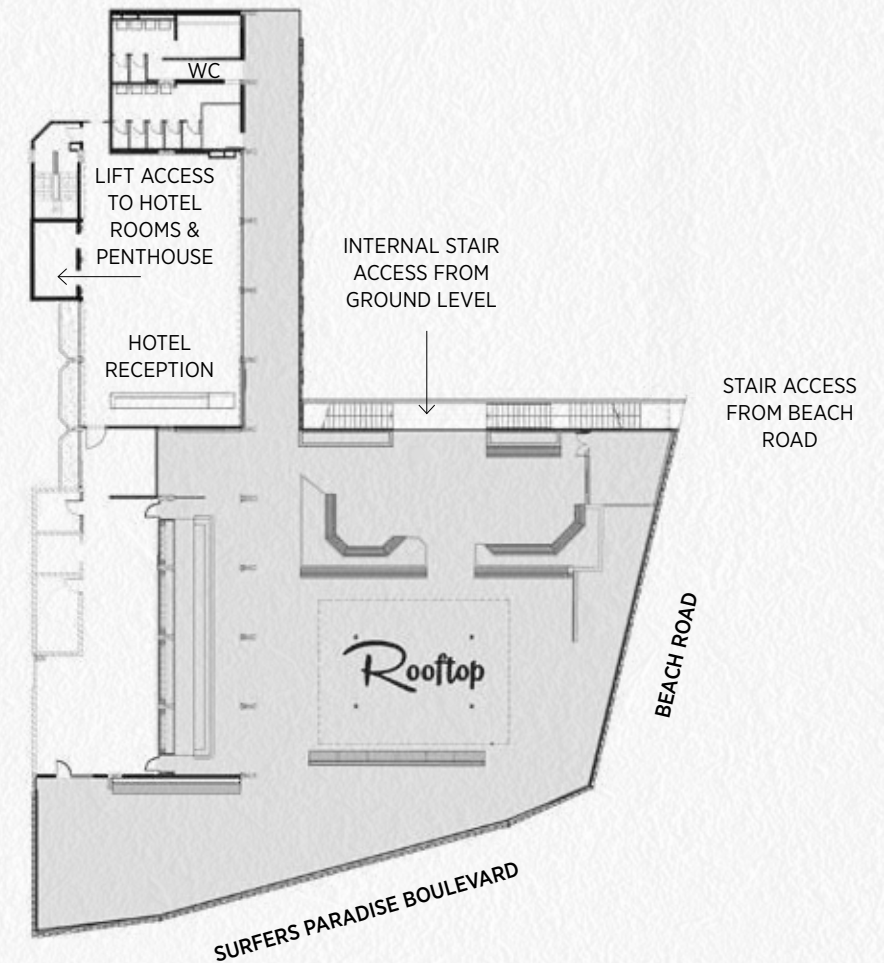 WC
LIFT ACCESS
TO HOTEL
ROOMS &
PENTHOUSE
INTERNAL STAIR
ACCESS FROM
GROUND LEVEL
HOTEL
RECEPTION
STAIR ACCESS
FROM BEACH
ROAD
BEACH ROAD
Rooftop
SURFERS PARADISE BOULEVARD